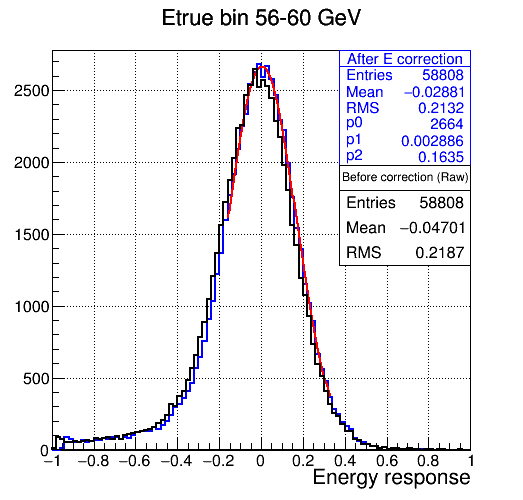 Etrue bin 56-60 GeV
After E correction
Entries 58808
Mean −0.02881
RMS 0.2132
p0 2664
p1 0.002886
p2 0.1635
Before correction (Raw)
Entries 58808
Mean −0.04701
RMS 0.2187
2500
2000
1500
1000
500
0
−1 −0.8 −0.6 −0.4 −0.2 0 0.2 0.4 0.6 0.8 1
Energy response